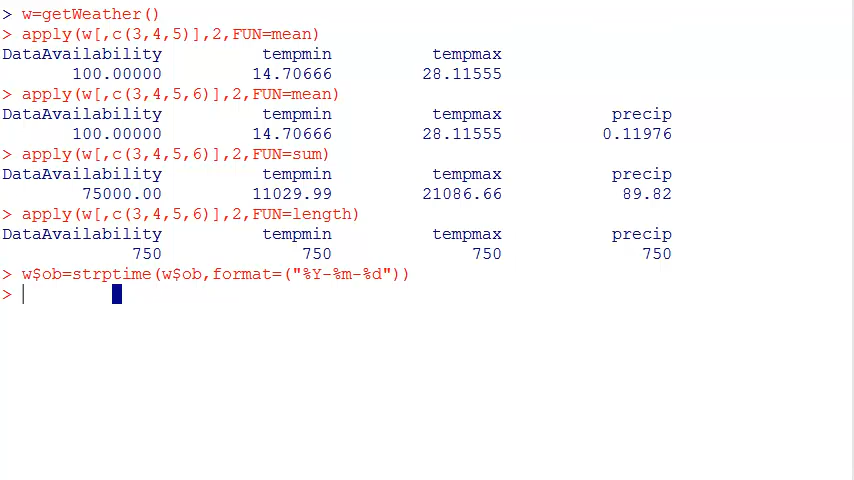 > w=getWeather()
> apply(w[,c(3,4,5)],2,FUN=mean)
DataAvailability tempmin tempmax
100.00000 14.70666 28.11555
> apply(w[,c(3,4,5,6)],2,FUN=mean)
DataAvailability tempmin tempmax precip
100.00000 14.70666 28.11555 0.11976
> apply(w[,c(3,4,5,6)],2,FUN=sum)
DataAvailability tempmin tempmax precip
75000.00 11029.99 21086.66 89.82
> apply(w[,c(3,4,5,6)],2,FUN=length)
DataAvailability tempmin tempmax precip
750 750 750 750
> w$ob=strptime(w$ob,format=("%Y-%m-%d"))
>